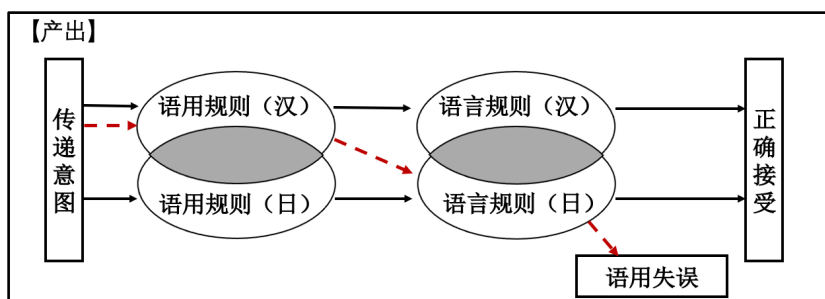 【产出】
传递意图
语用规则（汉）
语言规则（汉）
语用规则（日）
语言规则（日）
正确接受
语用失误